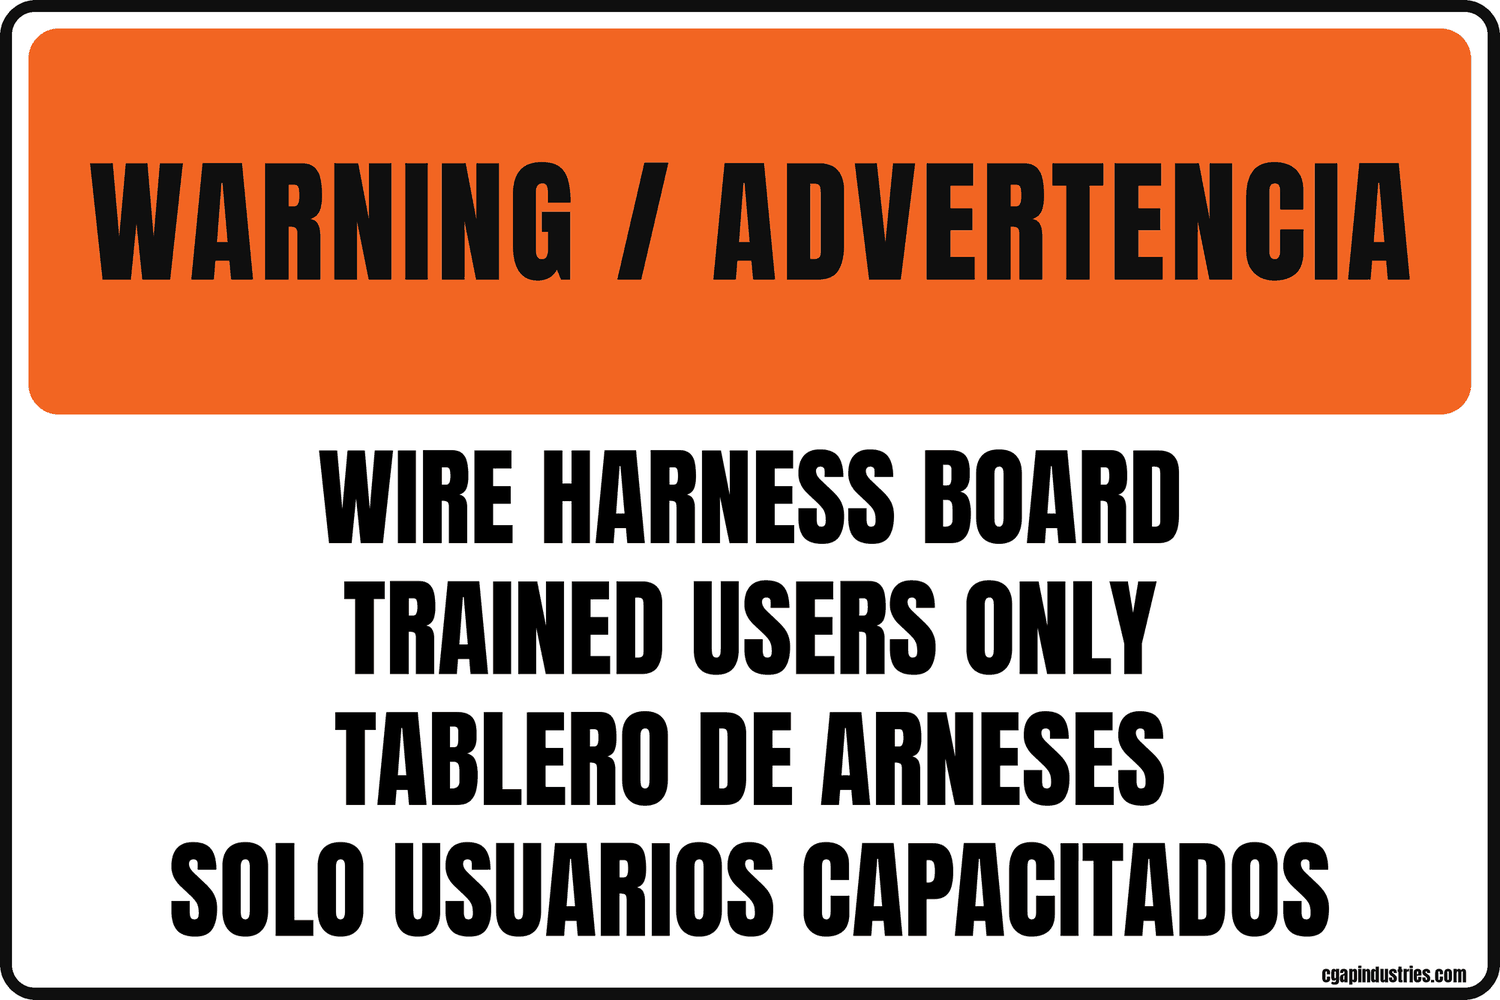 WARNING / ADVERTENCIA
WIRE HARNESS BOARD
TRAINED USERS ONLY
TABLERO DE ARNESES
SOLO USUARIOS CAPACITADOS
cgapindustries.com